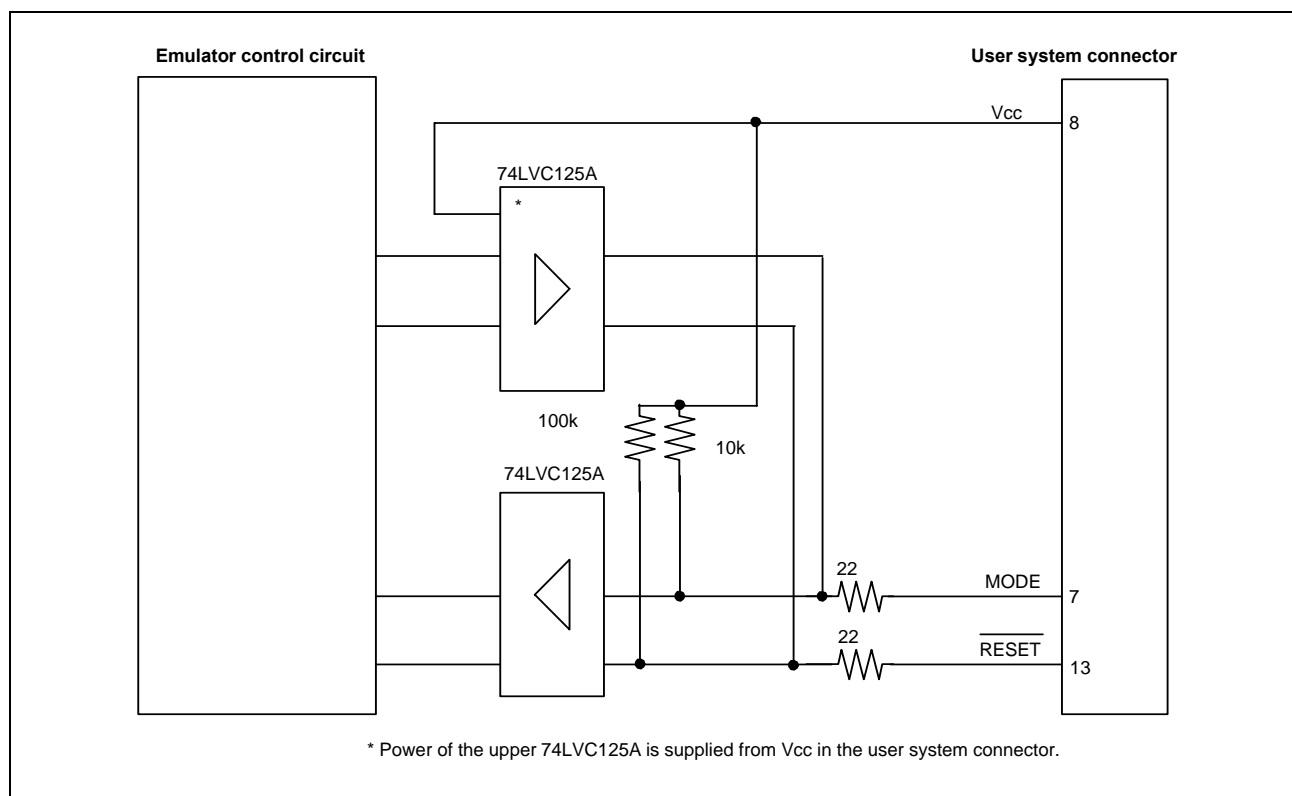 Emulator control circuit
User system connector
Vcc
8
74LVC125A
*
100k
10k
74LVC125A
22
MODE
7
22
RESET
13
* Power of the upper 74LVC125A is supplied from Vcc in the user system connector.